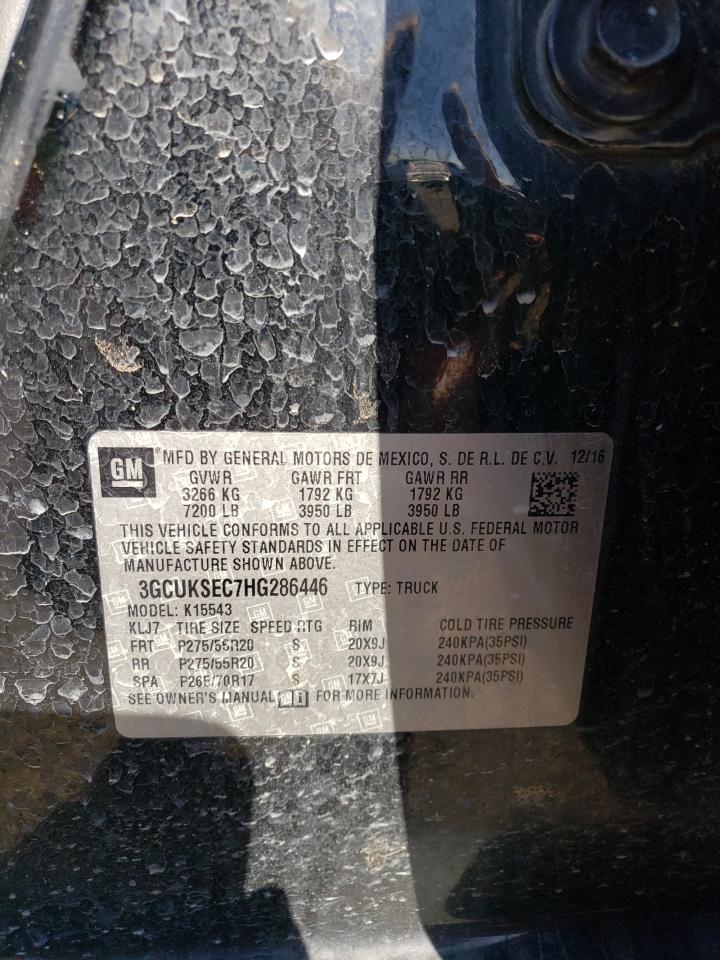 GM ® MFD BY GENERAL MOTORS DE MEXICO, S. DE R.L. DE C.V. 12/16
GVWR GAWR FRT GAWR RR
3266 KG 1792 KG 1792 KG
7200 LB 3950 LB 3950 LB
THIS VEHICLE CONFORMS TO ALL APPLICABLE U.S. FEDERAL MOTOR
VEHICLE SAFETY STANDARDS IN EFFECT ON THE DATE OF
MANUFACTURE SHOWN ABOVE.
3GCUKSEC7HG286446 TYPE: TRUCK
MODEL: K15543
KLJ7 TIRE SIZE SPEED RTG RIM COLD TIRE PRESSURE
FRT P275/55R20 S 20X9J 240KPA(35PSI)
RR P275/55R20 S 20X9J 240KPA(35PSI)
SPA P265/70R17 S 17X7J 240KPA(35PSI)
SEE OWNER'S MANUAL FOR MORE INFORMATION.